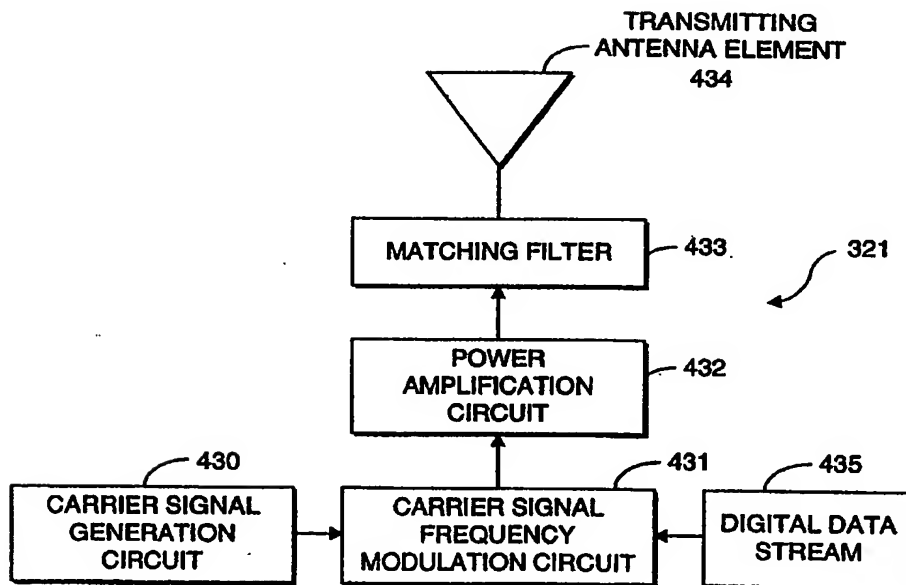 TRANSMITTING
ANTENNA ELEMENT
434
MATCHING FILTER
433
321
POWER
AMPLIFICATION
CIRCUIT
432
430
CARRIER SIGNAL
GENERATION
CIRCUIT
431
CARRIER SIGNAL
FREQUENCY
MODULATION CIRCUIT
435
DIGITAL DATA
STREAM